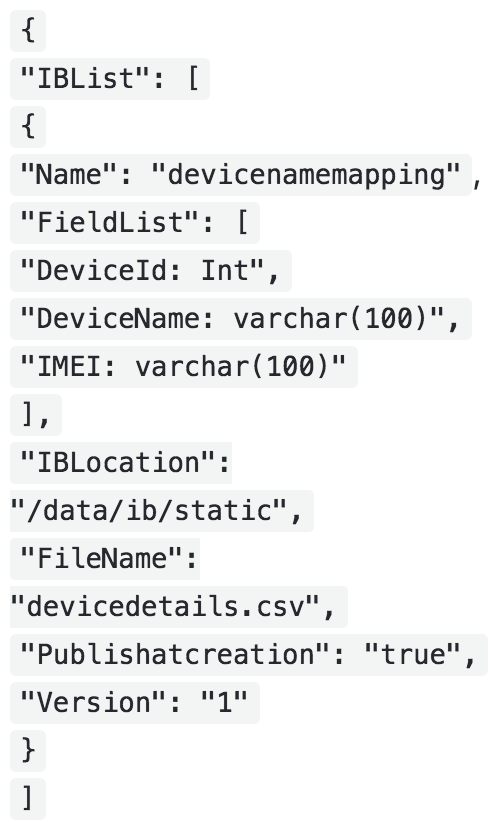 {
"IBList": [
{
"Name": "devicenamemapping",
"FieldList": [
"DeviceId: Int",
"DeviceName: varchar(100)",
"IMEI: varchar(100)"
],
"IBLocation":
"/data/ib/static",
"FileName":
"devicedetails.csv",
"Publishatcreation": "true",
"Version": "1"
}
]